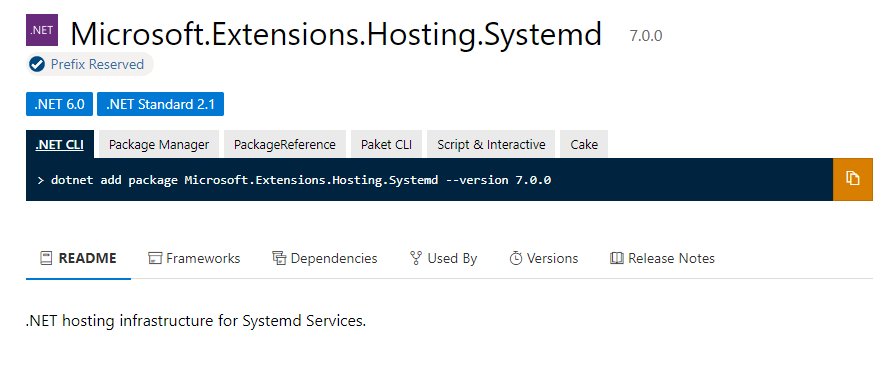 .NET
Microsoft.Extensions.Hosting.Systemd 7.0.0
Prefix Reserved
.NET 6.0 .NET Standard 2.1
.NET CLI Package Manager PackageReference Paket CLI Script & Interactive Cake
> dotnet add package Microsoft.Extensions.Hosting.Systemd --version 7.0.0
README Frameworks Dependencies Used By Versions Release Notes
.NET hosting infrastructure for Systemd Services.